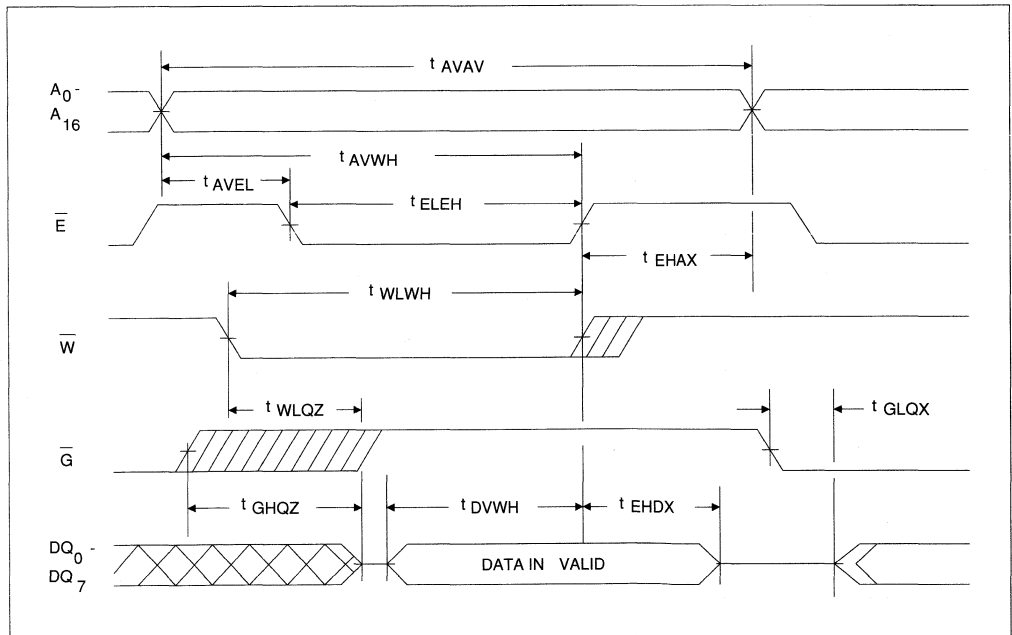 t AVAV
A0 -
A16
t AVWH
t AVEL
t ELEH
E
t EHAX
t WLWH
W
t WLQZ
t GLQX
G
t GHQZ
t DVWH
t EHDX
DQ0 -
DQ7
DATA IN VALID